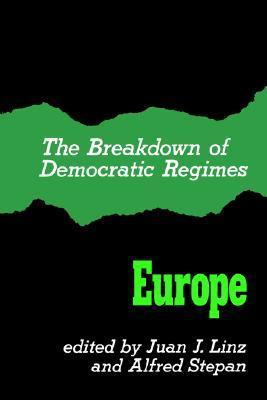 The Breakdown of
Democratic Regimes
Europe
edited by Juan J. Linz
and Alfred Stepan